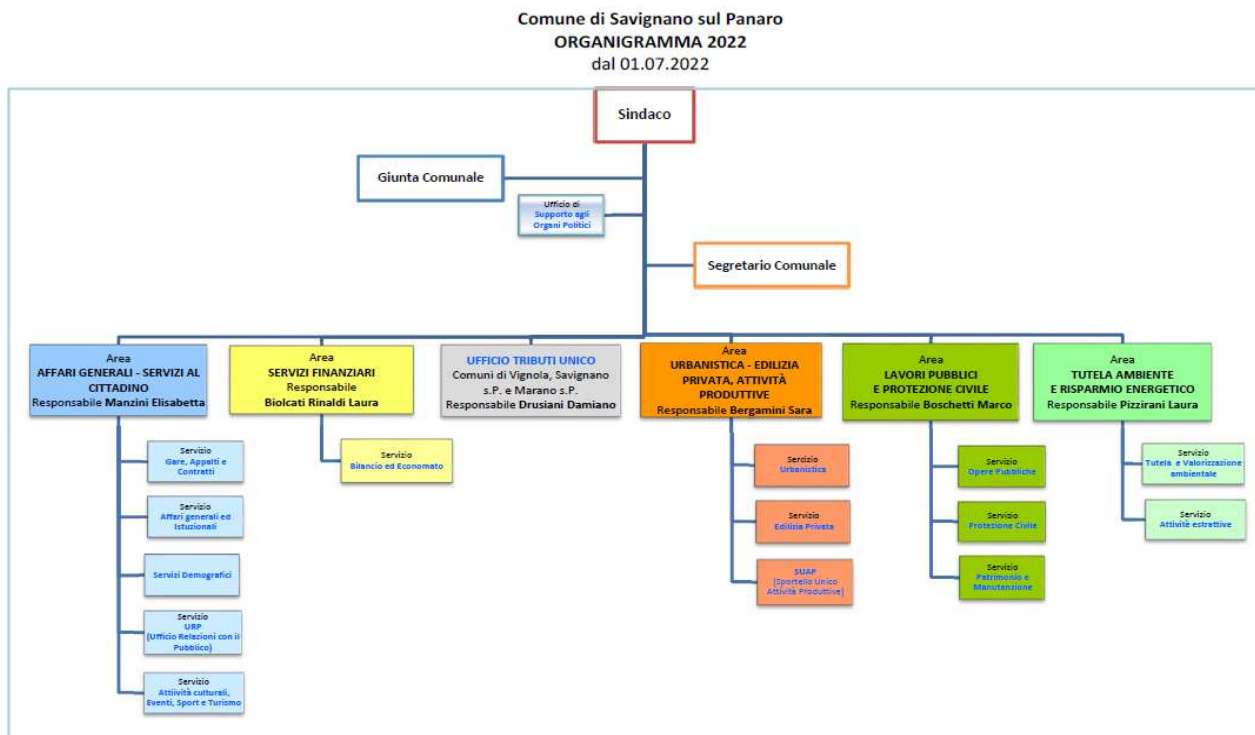 Comune di Savignano sul Panaro
ORGANIGRAMMA 2022
dal 01.07.2022
Sindaco
Giunta Comunale
Ufficio di
Supporto agli
Organi Politici
Segretario Comunale
Area
AFFARI GENERALI - SERVIZI AL
CITTADINO
Responsabile Manzini Elisabetta
Area
SERVIZI FINANZIARI
Responsabile
Biolcati Rinaldi Laura
UFFICIO TRIBUTI UNICO
Comuni di Vignola, Savignano
s.P. e Marano s.P.
Responsabile Drusiani Damiano
Area
URBANISTICA - EDILIZIA
PRIVATA, ATTIVITÀ
PRODUTTIVE
Responsabile Bergamini Sara
Area
LAVORI PUBBLICI
E PROTEZIONE CIVILE
Responsabile Boschetti Marco
Area
TUTELA AMBIENTE
E RISPARMIO ENERGETICO
Responsabile Pizzirani Laura
Servizio
Gare, Appalti e
Contratti
Servizio
Affari generali ed
Istuzionali
Servizi Demografici
Servizio
URP
(Ufficio Relazioni con il
Pubblico)
Servizio
Attiività culturali,
Eventi, Sport e Turismo
Servizio
Bilancio ed Economato
Sercizio
Urbanistica
Servizio
Edilizia Privata
SUAP
(Sportello Unico
Attività Produttive)
Servizio
Opere Pubbliche
Servizio
Protezione Civile
Servizio
Patrimonio e
Manutenzione
Servizio
Tutela e Valorizzazione
ambientale
Servizio
Attività estrattive